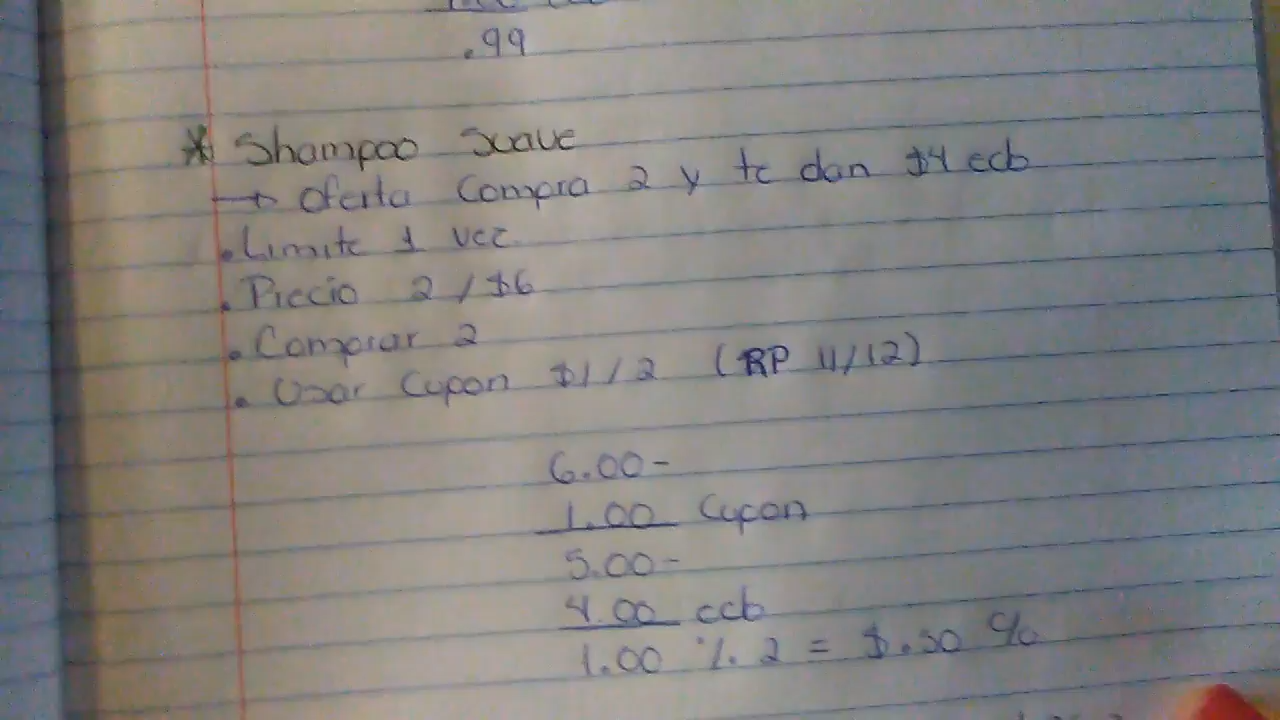 .99
* Shampoo Suave
→ Oferta Compra 2 y te dan $4 ecb
. Limite 1 vez
. Precio 2 / $6
. Comprar 2
. Usar Cupon $1/2 (RP 11/12)
6.00-
1.00 Cupon
5.00-
4.00 ecb
1.00 ÷ 2 = $.50 c/u